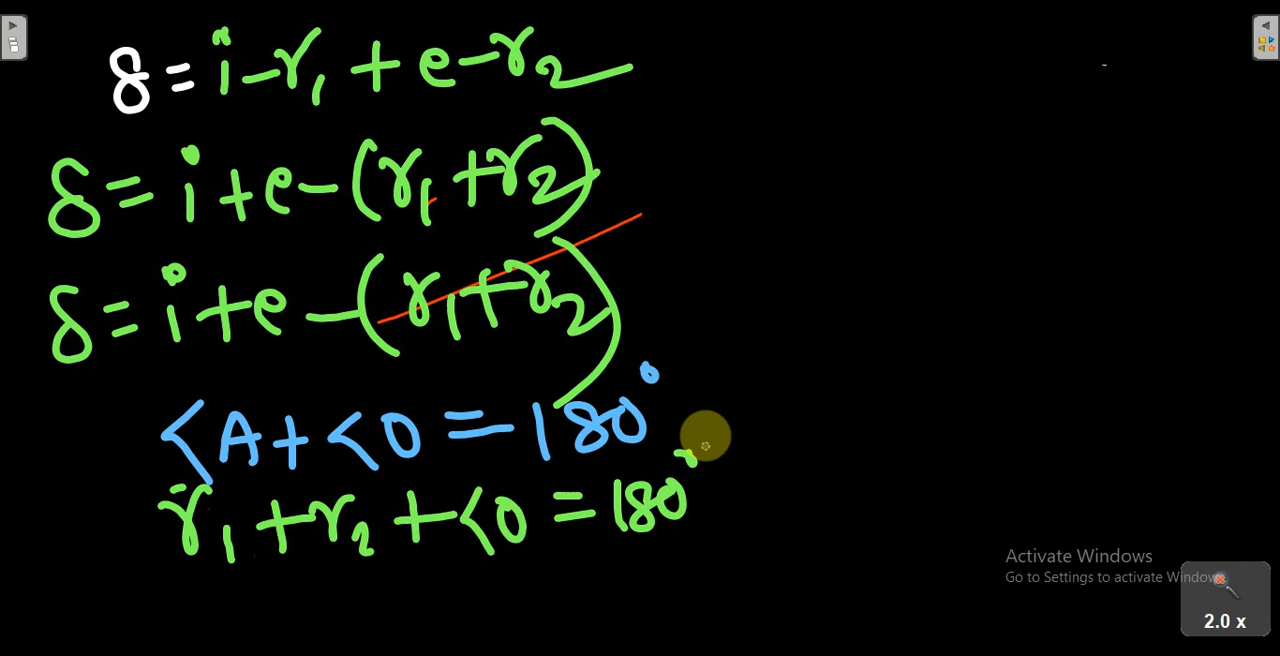 δ = i - r₁ + e - r₂
δ = i + e - (r₁ + r₂)
δ = i + e - (r₁ + r₂)
<A + <O = 180°
r₁ + r₂ + <O = 180°
Activate Windows
Go to Settings to activate Windows
2.0 x